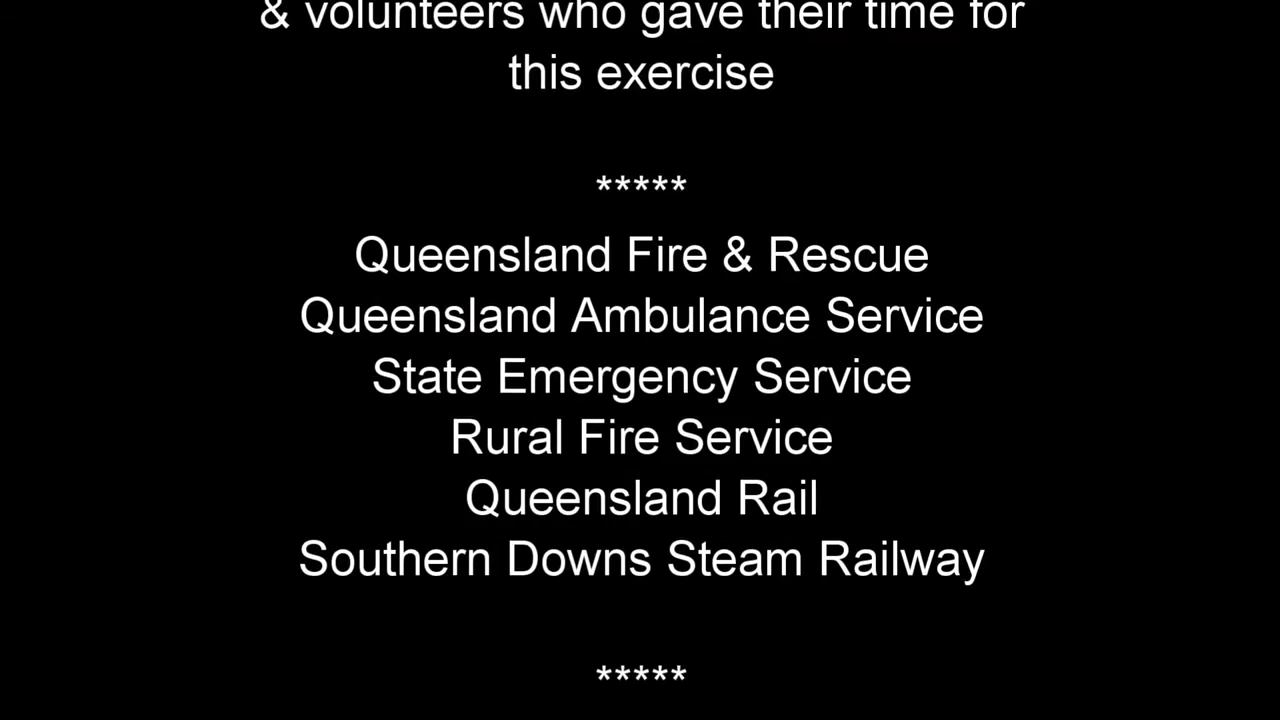 & volunteers who gave their time for
this exercise
*****
Queensland Fire & Rescue
Queensland Ambulance Service
State Emergency Service
Rural Fire Service
Queensland Rail
Southern Downs Steam Railway
*****